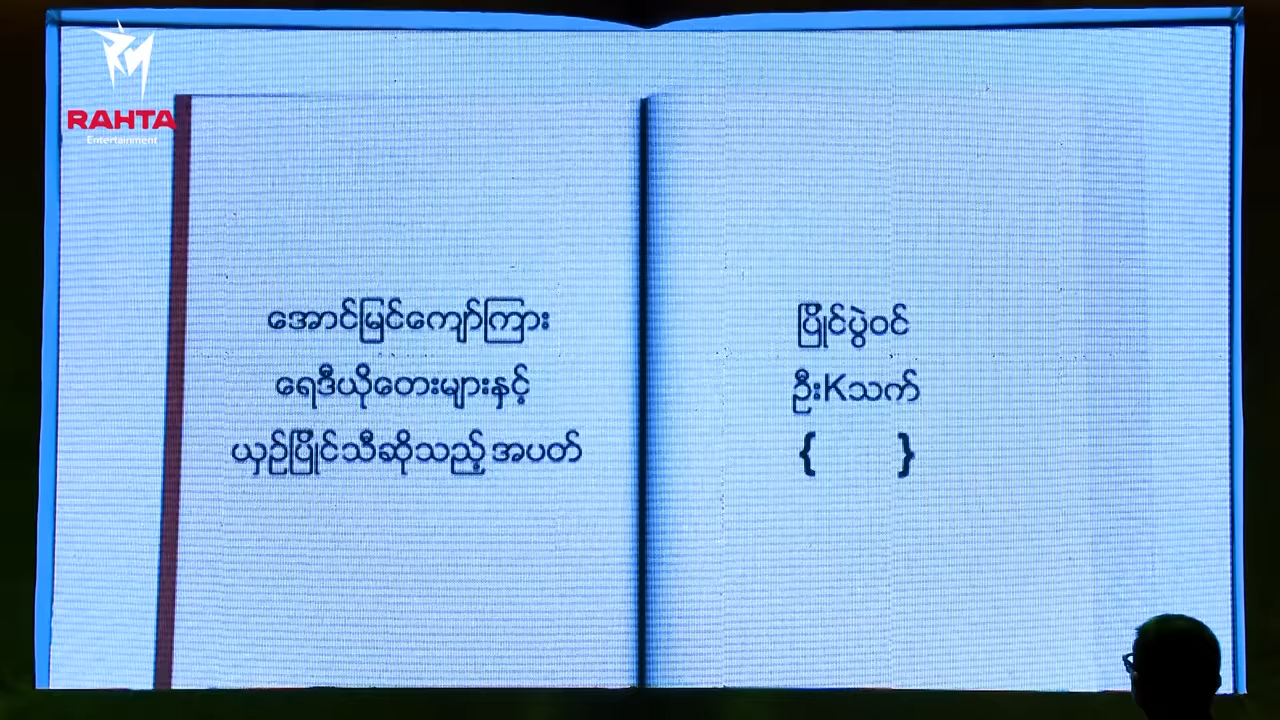 RAHTA
Entertainment
အောင်မြင်ကျော်ကြား
ရေဒီယိုတေးများနှင့်
ယှဉ်ပြိုင်သီဆိုသည့် အပတ်
ပြိုင်ပွဲဝင်
ဦးKသက်
{ }